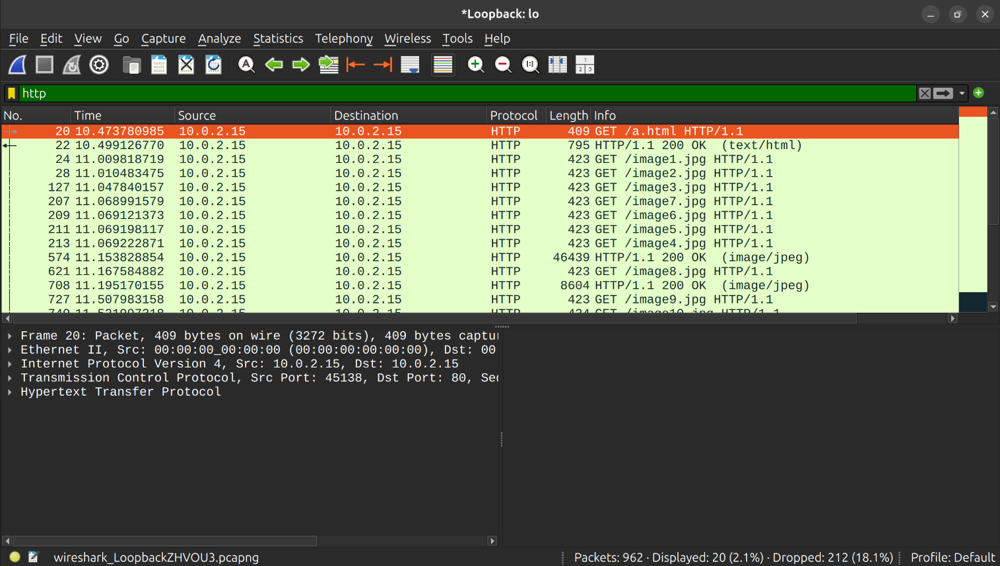 *Loopback: lo
File Edit View Go Capture Analyze Statistics Telephony Wireless Tools Help
http
No. Time Source Destination Protocol Length Info
20 10.473780985 10.0.2.15 10.0.2.15 HTTP 409 GET /a.html HTTP/1.1
22 10.499126770 10.0.2.15 10.0.2.15 HTTP 795 HTTP/1.1 200 OK (text/html)
24 11.009818719 10.0.2.15 10.0.2.15 HTTP 423 GET /image1.jpg HTTP/1.1
28 11.010483475 10.0.2.15 10.0.2.15 HTTP 423 GET /image2.jpg HTTP/1.1
127 11.047840157 10.0.2.15 10.0.2.15 HTTP 423 GET /image3.jpg HTTP/1.1
207 11.068991579 10.0.2.15 10.0.2.15 HTTP 423 GET /image7.jpg HTTP/1.1
209 11.069121373 10.0.2.15 10.0.2.15 HTTP 423 GET /image6.jpg HTTP/1.1
211 11.069198117 10.0.2.15 10.0.2.15 HTTP 423 GET /image5.jpg HTTP/1.1
213 11.069222871 10.0.2.15 10.0.2.15 HTTP 423 GET /image4.jpg HTTP/1.1
574 11.153828854 10.0.2.15 10.0.2.15 HTTP 46439 HTTP/1.1 200 OK (image/jpeg)
621 11.167584882 10.0.2.15 10.0.2.15 HTTP 423 GET /image8.jpg HTTP/1.1
708 11.195170155 10.0.2.15 10.0.2.15 HTTP 8604 HTTP/1.1 200 OK (image/jpeg)
727 11.507983158 10.0.2.15 10.0.2.15 HTTP 423 GET /image9.jpg HTTP/1.1
10.0.2.15 10.0.2.15 HTTP 424 GET /image10.jpg HTTP/1.1
Frame 20: Packet, 409 bytes on wire (3272 bits), 409 bytes captu
Ethernet II, Src: 00:00:00_00:00:00 (00:00:00:00:00:00), Dst: 00
Internet Protocol Version 4, Src: 10.0.2.15, Dst: 10.0.2.15
Transmission Control Protocol, Src Port: 45138, Dst Port: 80, Se
Hypertext Transfer Protocol
wireshark_LoopbackZHVOU3.pcapng Packets: 962 · Displayed: 20 (2.1%) · Dropped: 212 (18.1%) Profile: Default